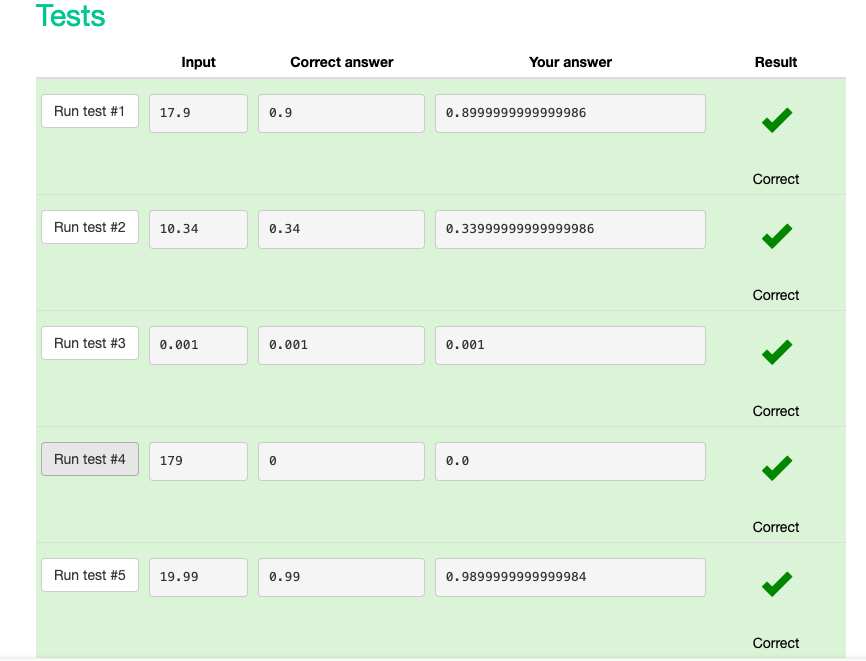 Tests
Input Correct answer Your answer Result
Run test #1 17.9 0.9 0.8999999999999986
Correct
Run test #2 10.34 0.34 0.33999999999999986
Correct
Run test #3 0.001 0.001 0.001
Correct
Run test #4 179 0 0.0
Correct
Run test #5 19.99 0.99 0.9899999999999984
Correct